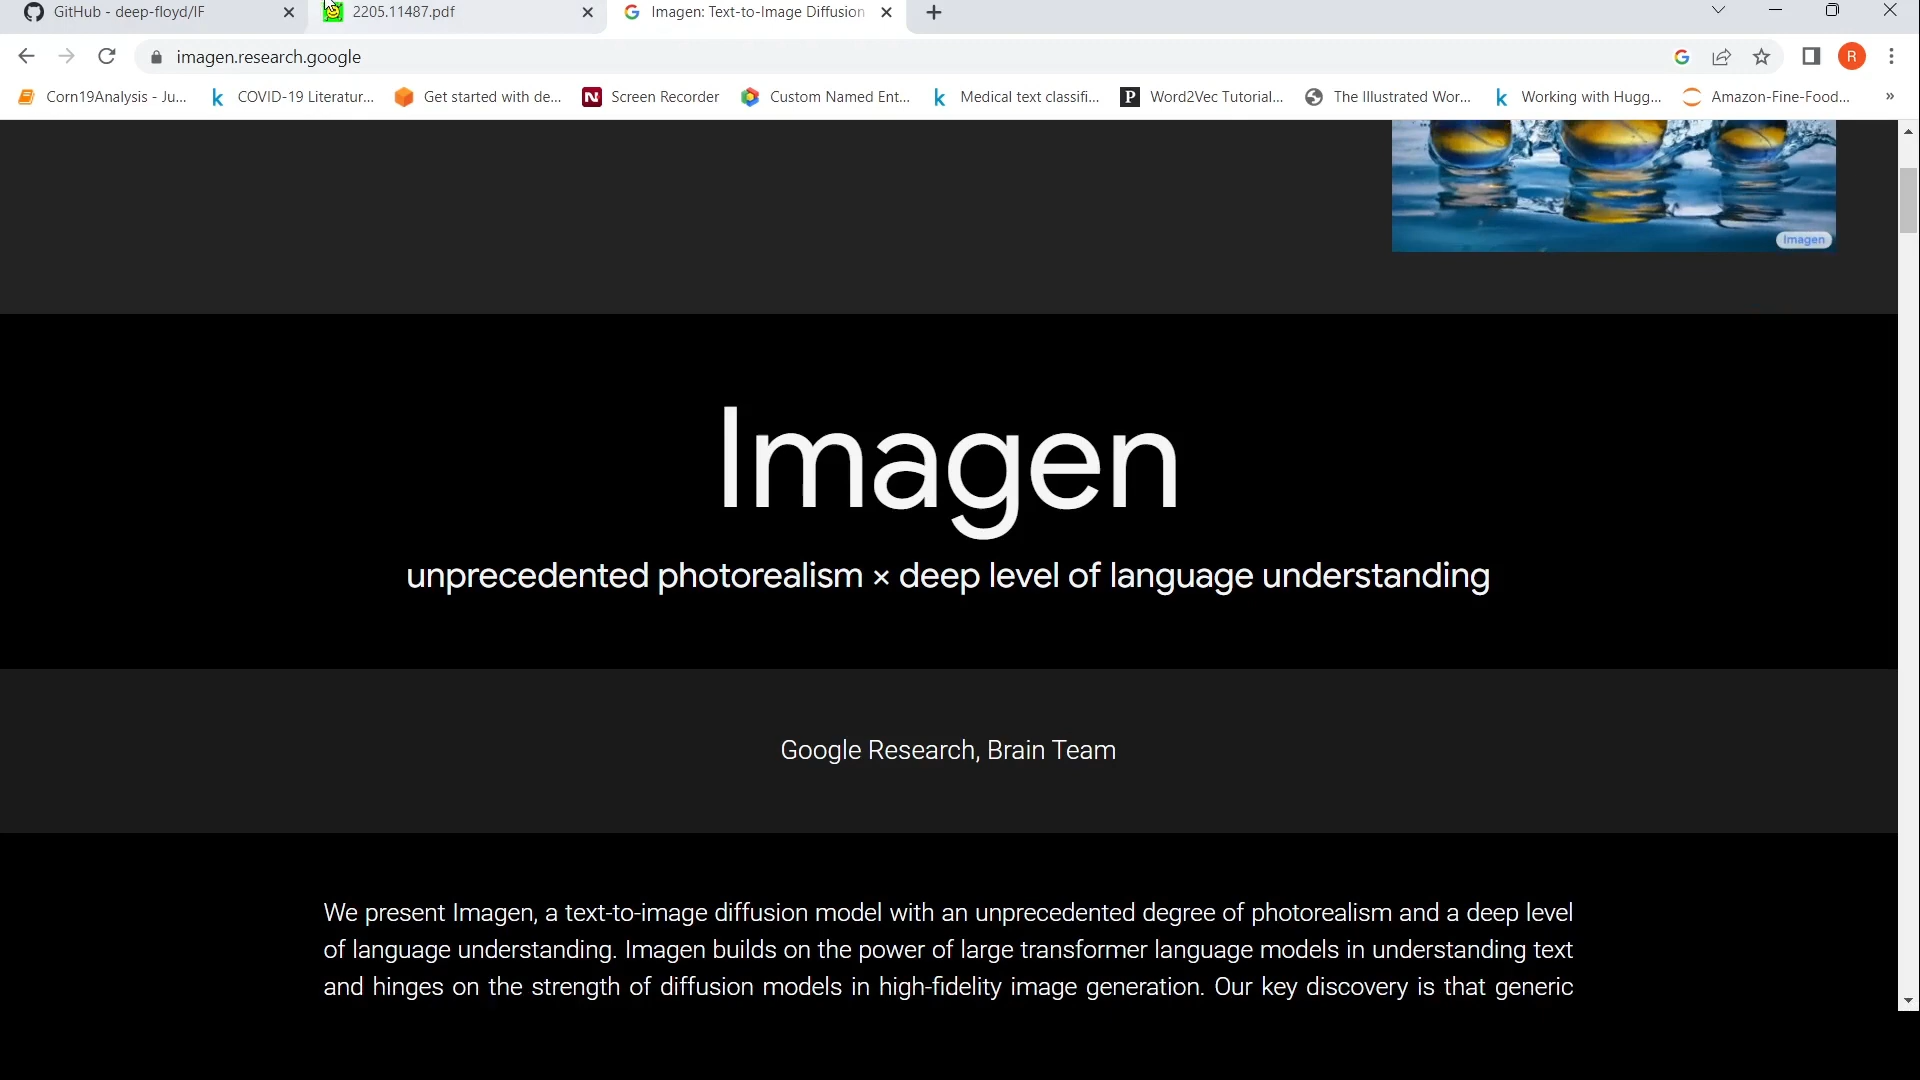 GitHub - deep-floyd/IF
2205.11487.pdf
Imagen: Text-to-Image Diffusion
imagen.research.google
R
Corn19Analysis - Ju...
COVID-19 Literatur...
Get started with de...
Screen Recorder
Custom Named Ent...
Medical text classifi...
Word2Vec Tutorial...
The Illustrated Wor...
Working with Hugg...
Amazon-Fine-Food...
»
Imagen
Imagen
unprecedented photorealism × deep level of language understanding
Google Research, Brain Team
We present Imagen, a text-to-image diffusion model with an unprecedented degree of photorealism and a deep level
of language understanding. Imagen builds on the power of large transformer language models in understanding text
and hinges on the strength of diffusion models in high-fidelity image generation. Our key discovery is that generic